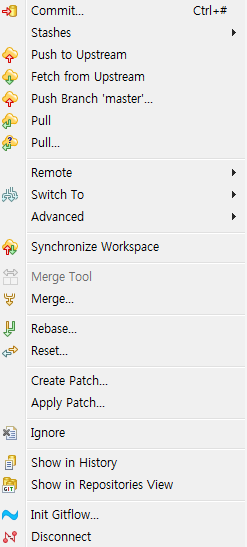 Commit... Ctrl+#
Stashes
Push to Upstream
Fetch from Upstream
Push Branch 'master'...
Pull
Pull...
Remote
Switch To
Advanced
Synchronize Workspace
Merge Tool
Merge...
Rebase...
Reset...
Create Patch...
Apply Patch...
Ignore
Show in History
GIT Show in Repositories View
Init Gitflow...
Disconnect